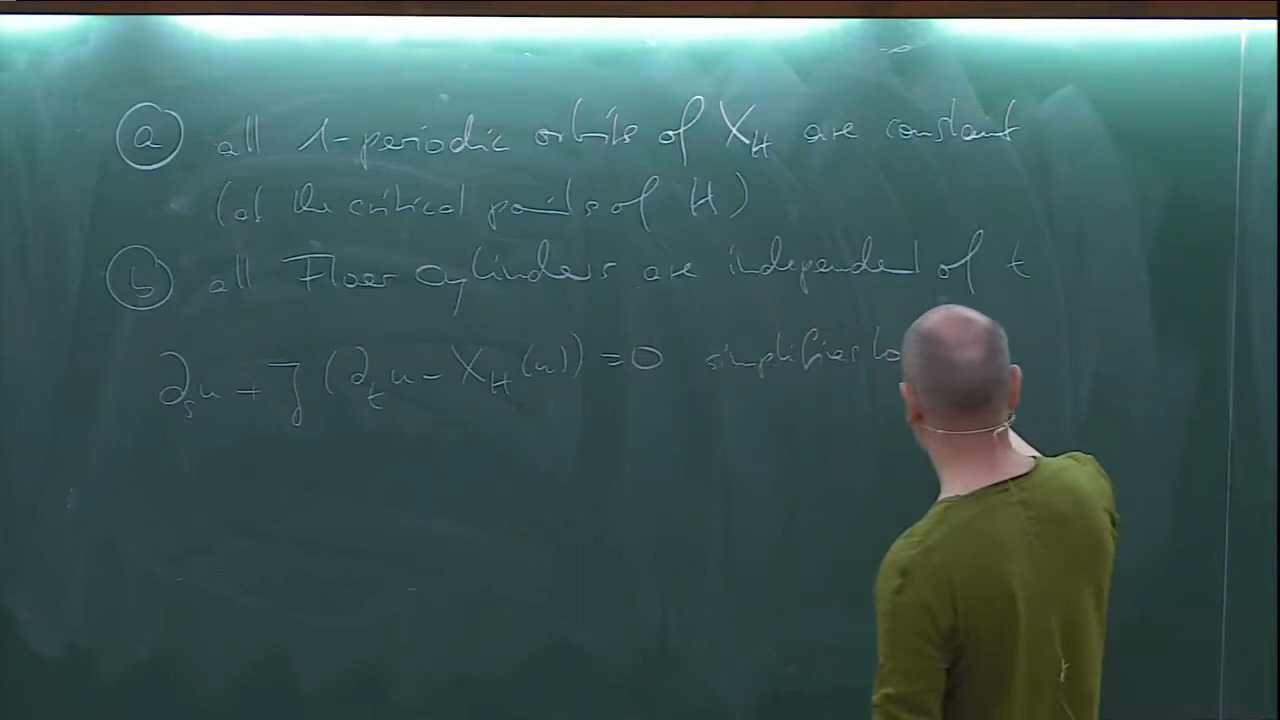 (a) all 1-periodic orbits of X_H are constant
(at the critical points of H)
(b) all Floer cylinders are independent of t
∂_s u + J (∂_t u - X_H(u)) = 0 simplifies to